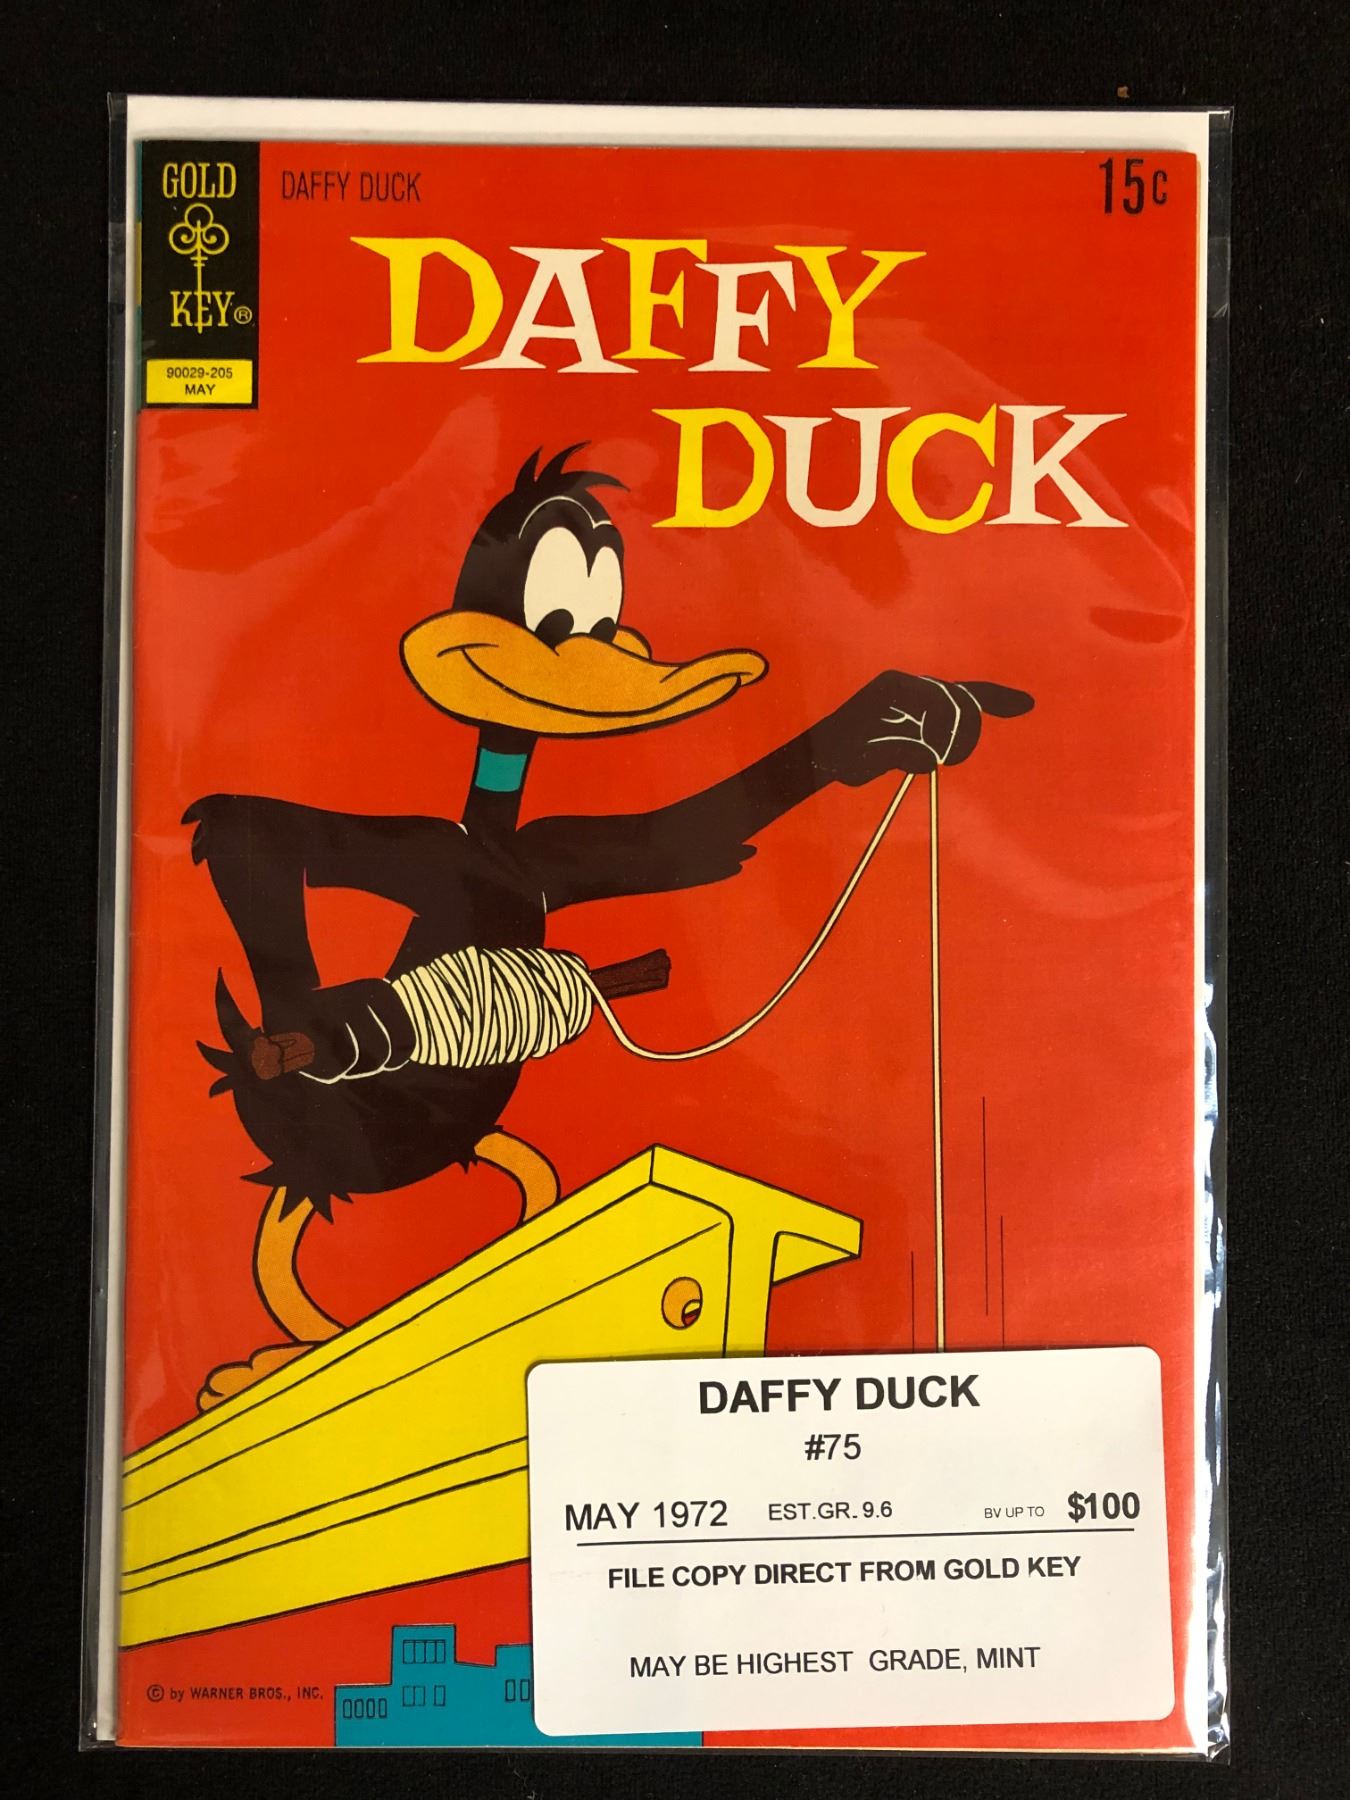 GOLD
KEY®
90029-205
MAY
DAFFY DUCK
15¢
DAFFY
DUCK
© by WARNER BROS., INC.
DAFFY DUCK
#75
MAY 1972 EST.GR. 9.6 BV UP TO $100
FILE COPY DIRECT FROM GOLD KEY
MAY BE HIGHEST GRADE, MINT